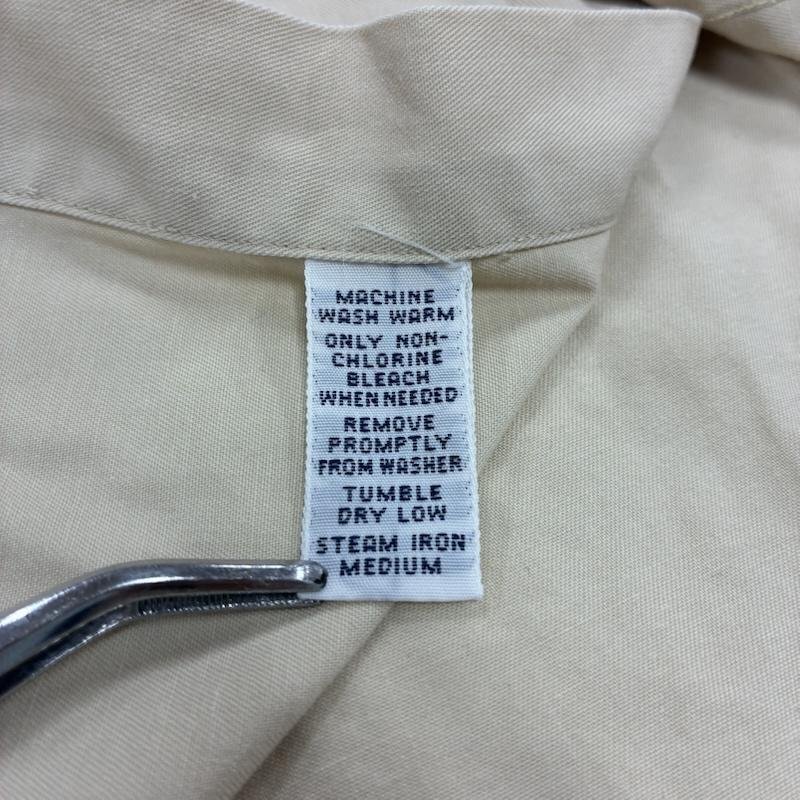 MACHINE
WASH WARM
ONLY NON-
CHLORINE
BLEACH
WHEN NEEDED
REMOVE
PROMPTLY
FROM WASHER
TUMBLE
DRY LOW
STEAM IRON
MEDIUM